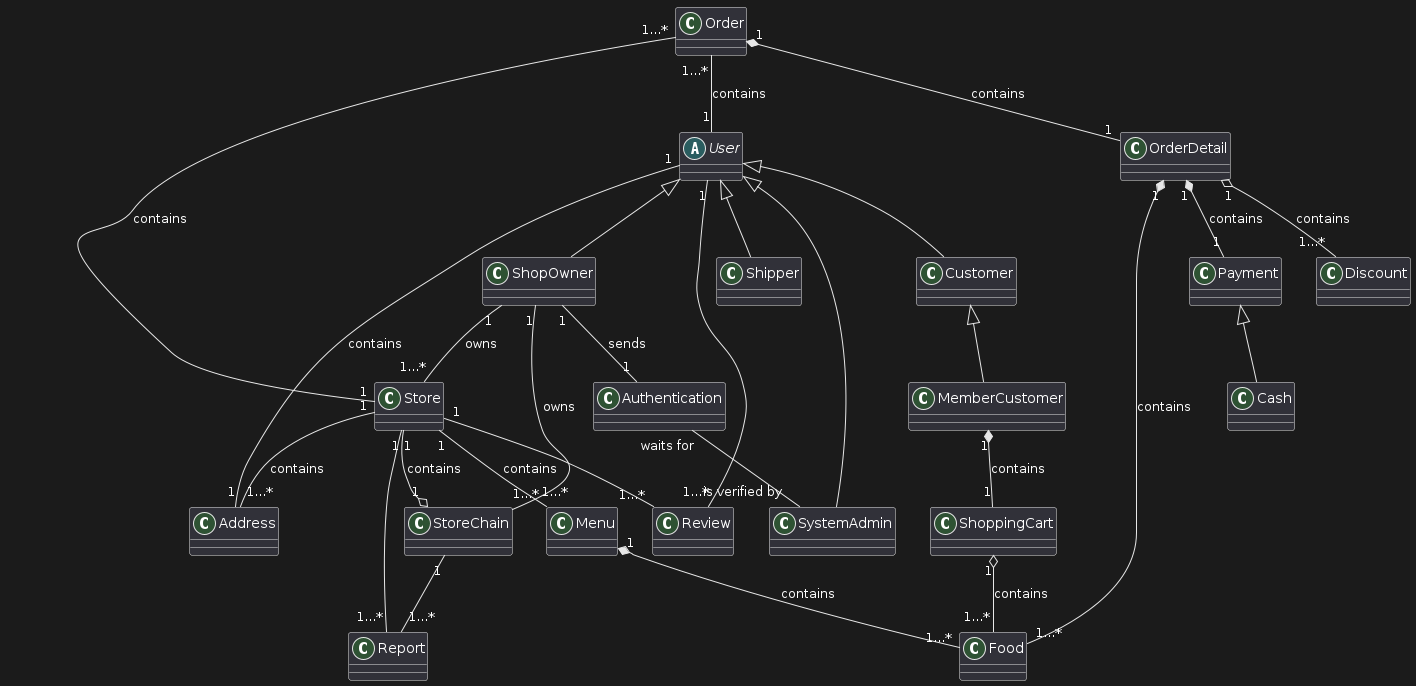 C Order
1...*
1
1...*
contains
contains
1
1
A User
C OrderDetail
1
1
1
1
1
contains
contains
contains
1
1...*
C ShopOwner
C Shipper
C Customer
C Payment
C Discount
1
1
1
contains
owns
sends
1...*
1
1
1
C Store
C Authentication
C MemberCustomer
C Cash
owns
contains
1
1
1
1
1
waits for
contains
contains
contains
contains
1
1...*
1
1...*
1...*
1...*
1...*
is verified by
1
C Address
C StoreChain
C Menu
C Review
C SystemAdmin
C ShoppingCart
1
1
1
contains
contains
1...*
1...*
1...*
1...*
1...*
C Report
C Food